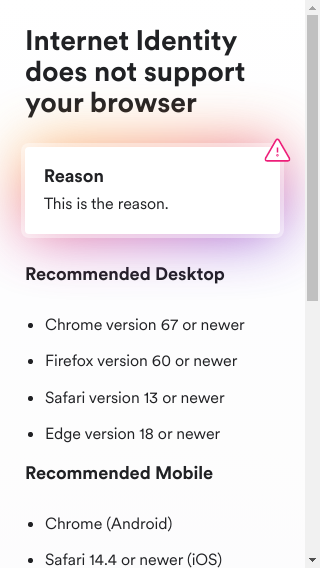 Internet Identity
does not support
your browser
Reason
This is the reason.
Recommended Desktop
Chrome version 67 or newer
Firefox version 60 or newer
Safari version 13 or newer
Edge version 18 or newer
Recommended Mobile
Chrome (Android)
Safari 14.4 or newer (iOS)